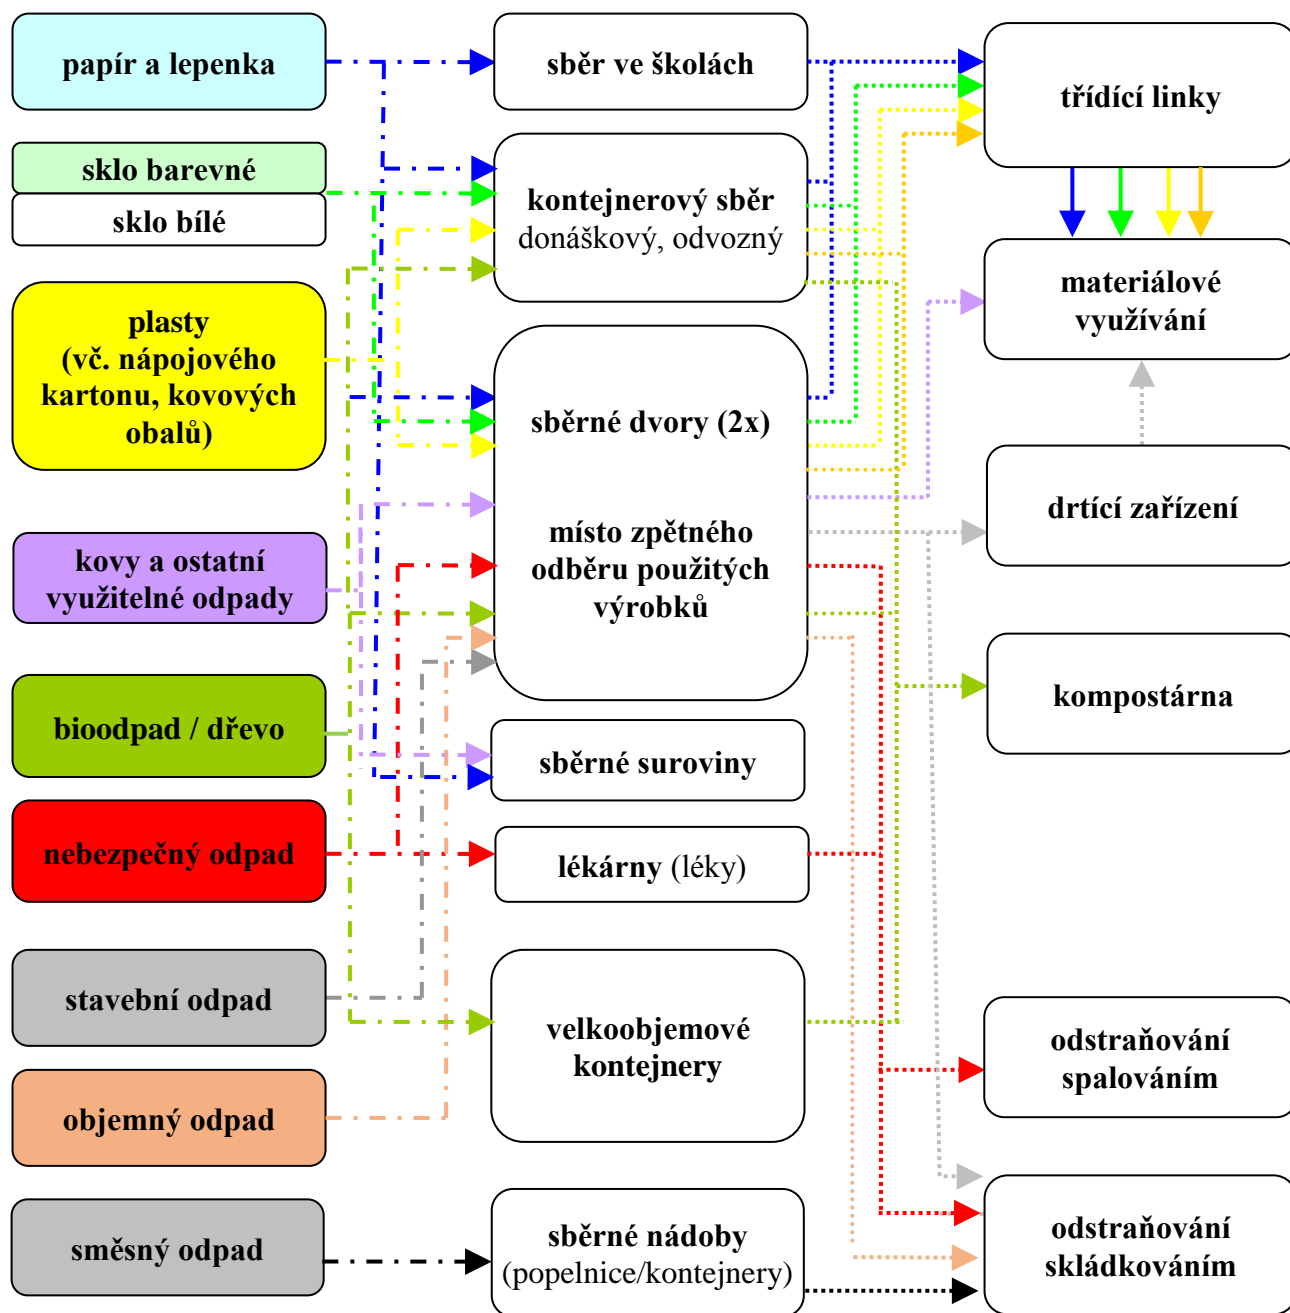 papír a lepenka
sklo barevné
sklo bílé
plasty
(vč. nápojového
kartonu, kovových
obalů)
kovy a ostatní
využitelné odpady
bioodpad / dřevo
nebezpečný odpad
stavební odpad
objemný odpad
směsný odpad
sběr ve školách
kontejnerový sběr
donáškový, odvozný
sběrné dvory (2x)
místo zpětného
odběru použitých
výrobků
sběrné suroviny
lékárny (léky)
velkoobjemové
kontejnery
sběrné nádoby
(popelnice/kontejnery)
třídící linky
materiálové
využívání
drtící zařízení
kompostárna
odstraňování
spalováním
odstraňování
skládkováním